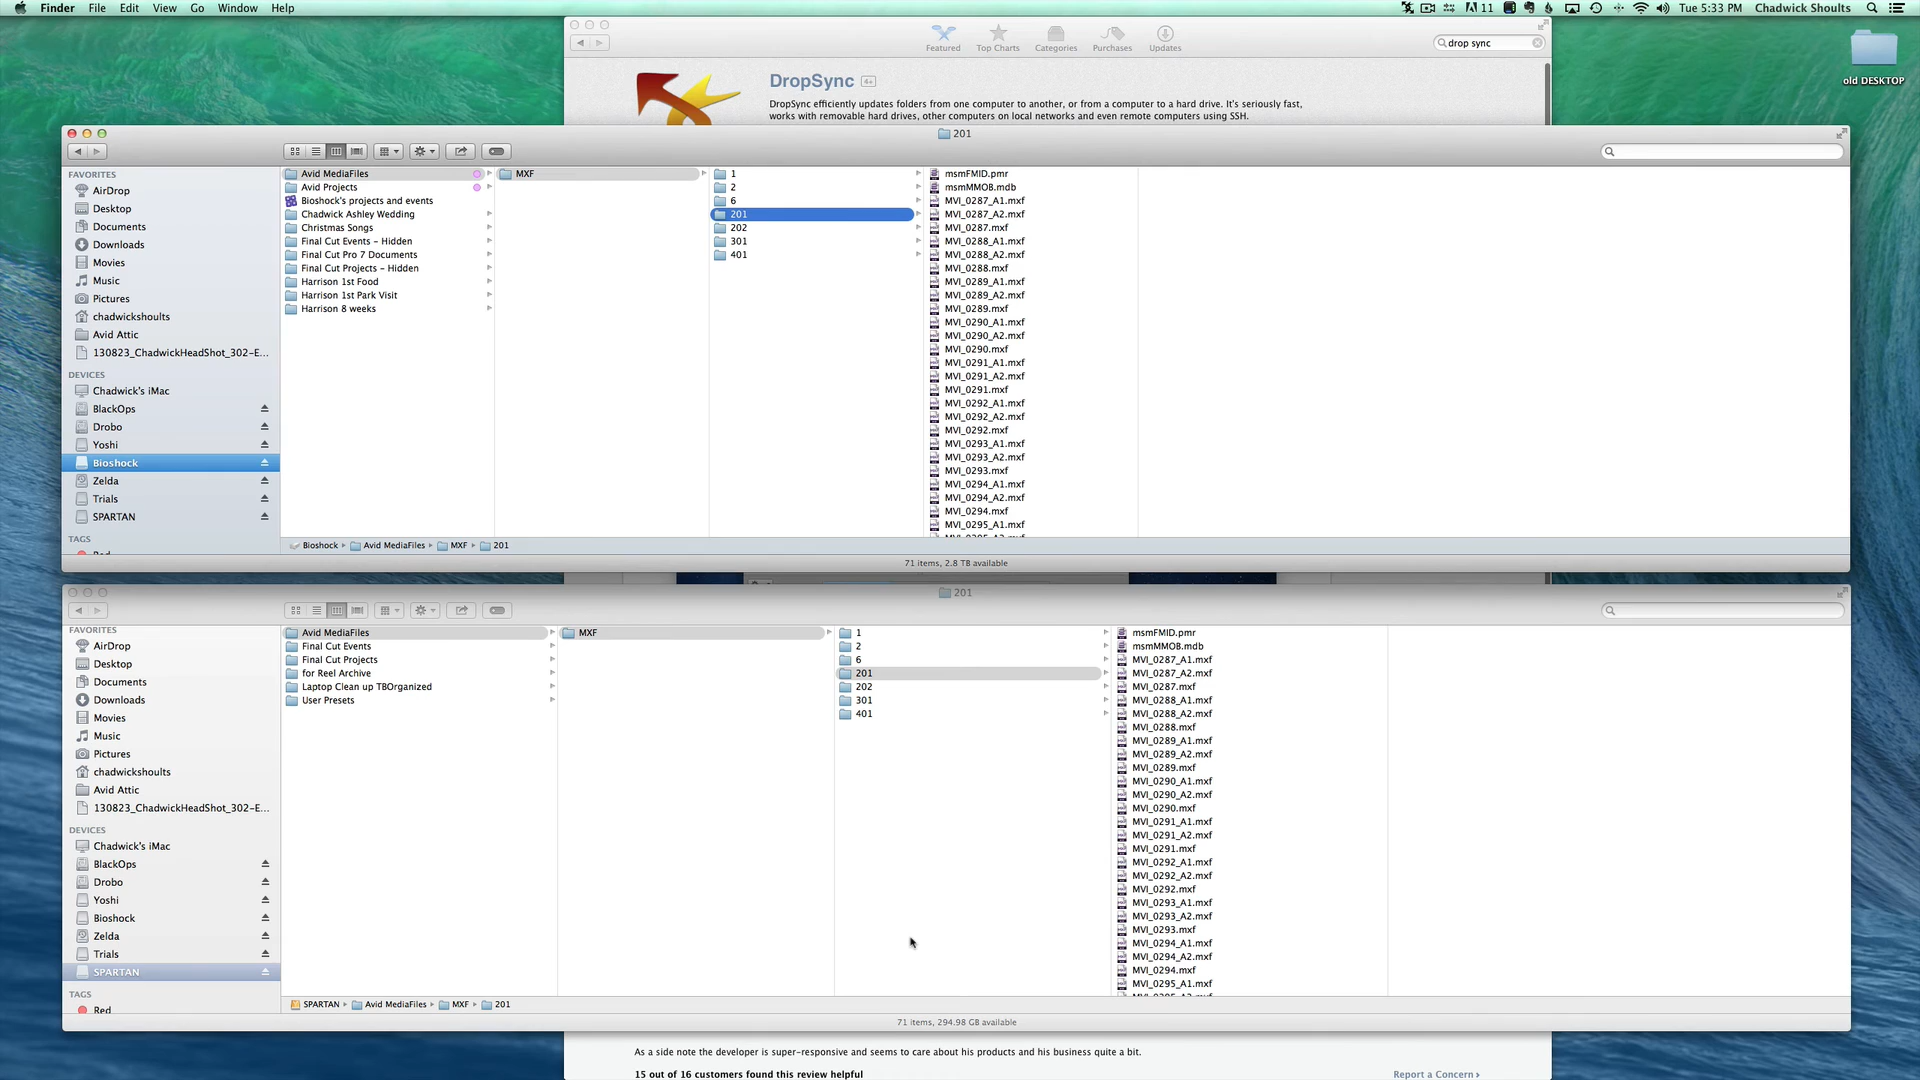 Finder File Edit View Go Window Help
11 Tue 5:33 PM Chadwick Shoults
Featured Top Charts Categories Purchases Updates
drop sync
old DESKTOP
DropSync 4+
DropSync efficiently updates folders from one computer to another, or from a computer to a hard drive. It's seriously fast,
works with removable hard drives, other computers on local networks and even remote computers using SSH.
201
FAVORITES
AirDrop
Desktop
Documents
Downloads
Movies
Music
Pictures
chadwickshoults
Avid Attic
130823_ChadwickHeadShot_302-E...
DEVICES
Chadwick's iMac
BlackOps
Drobo
Yoshi
Bioshock
Zelda
Trials
SPARTAN
TAGS
Red
Avid MediaFiles
Avid Projects
Bioshock's projects and events
Chadwick Ashley Wedding
Christmas Songs
Final Cut Events - Hidden
Final Cut Pro 7 Documents
Final Cut Projects - Hidden
Harrison 1st Food
Harrison 1st Park Visit
Harrison 8 weeks
MXF
1
2
6
201
202
301
401
msmFMID.pmr
msmMMOB.mdb
MVI_0287_A1.mxf
MVI_0287_A2.mxf
MVI_0287.mxf
MVI_0288_A1.mxf
MVI_0288_A2.mxf
MVI_0288.mxf
MVI_0289_A1.mxf
MVI_0289_A2.mxf
MVI_0289.mxf
MVI_0290_A1.mxf
MVI_0290_A2.mxf
MVI_0290.mxf
MVI_0291_A1.mxf
MVI_0291_A2.mxf
MVI_0291.mxf
MVI_0292_A1.mxf
MVI_0292_A2.mxf
MVI_0292.mxf
MVI_0293_A1.mxf
MVI_0293_A2.mxf
MVI_0293.mxf
MVI_0294_A1.mxf
MVI_0294_A2.mxf
MVI_0294.mxf
MVI_0295_A1.mxf
MVI_0295_A2.mxf
Bioshock Avid MediaFiles MXF 201
71 items, 2.8 TB available
201
FAVORITES
AirDrop
Desktop
Documents
Downloads
Movies
Music
Pictures
chadwickshoults
Avid Attic
130823_ChadwickHeadShot_302-E...
DEVICES
Chadwick's iMac
BlackOps
Drobo
Yoshi
Bioshock
Zelda
Trials
SPARTAN
TAGS
Red
Avid MediaFiles
Final Cut Events
Final Cut Projects
for Reel Archive
Laptop Clean up TBOrganized
User Presets
MXF
1
2
6
201
202
301
401
msmFMID.pmr
msmMMOB.mdb
MVI_0287_A1.mxf
MVI_0287_A2.mxf
MVI_0287.mxf
MVI_0288_A1.mxf
MVI_0288_A2.mxf
MVI_0288.mxf
MVI_0289_A1.mxf
MVI_0289_A2.mxf
MVI_0289.mxf
MVI_0290_A1.mxf
MVI_0290_A2.mxf
MVI_0290.mxf
MVI_0291_A1.mxf
MVI_0291_A2.mxf
MVI_0291.mxf
MVI_0292_A1.mxf
MVI_0292_A2.mxf
MVI_0292.mxf
MVI_0293_A1.mxf
MVI_0293_A2.mxf
MVI_0293.mxf
MVI_0294_A1.mxf
MVI_0294_A2.mxf
MVI_0294.mxf
MVI_0295_A1.mxf
MVI_0295_A2.mxf
SPARTAN Avid MediaFiles MXF 201
71 items, 294.98 GB available
As a side note the developer is super-responsive and seems to care about his products and his business quite a bit.
15 out of 16 customers found this review helpful
Report a Concern